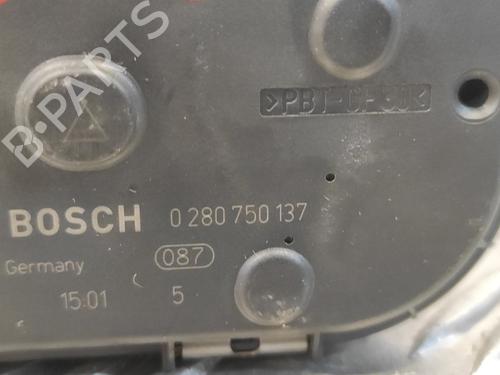 B-PARTS
>PBT-GF30<
BOSCH 0 280 750 137
Germany 087
15:01 5